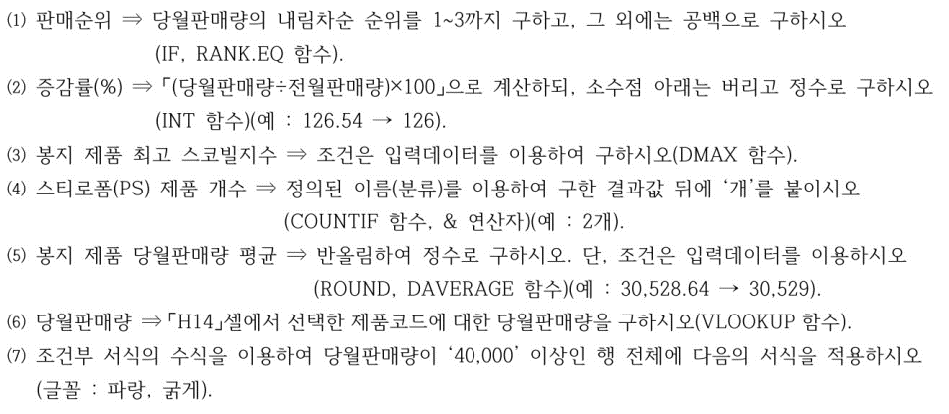 ⑴ 판매순위 ⇒ 당월판매량의 내림차순 순위를 1~3까지 구하고, 그 외에는 공백으로 구하시오
(IF, RANK.EQ 함수).
⑵ 증감률(%) ⇒ 「(당월판매량÷전월판매량)×100」으로 계산하되, 소수점 아래는 버리고 정수로 구하시오
(INT 함수)(예 : 126.54 → 126).
⑶ 봉지 제품 최고 스코빌지수 ⇒ 조건은 입력데이터를 이용하여 구하시오(DMAX 함수).
⑷ 스티로폼(PS) 제품 개수 ⇒ 정의된 이름(분류)를 이용하여 구한 결과값 뒤에 ‘개’를 붙이시오
(COUNTIF 함수, & 연산자)(예 : 2개).
⑸ 봉지 제품 당월판매량 평균 ⇒ 반올림하여 정수로 구하시오. 단, 조건은 입력데이터를 이용하시오
(ROUND, DAVERAGE 함수)(예 : 30,528.64 → 30,529).
⑹ 당월판매량 ⇒ 「H14」셀에서 선택한 제품코드에 대한 당월판매량을 구하시오(VLOOKUP 함수).
⑺ 조건부 서식의 수식을 이용하여 당월판매량이 ‘40,000’ 이상인 행 전체에 다음의 서식을 적용하시오
(글꼴 : 파랑, 굵게).